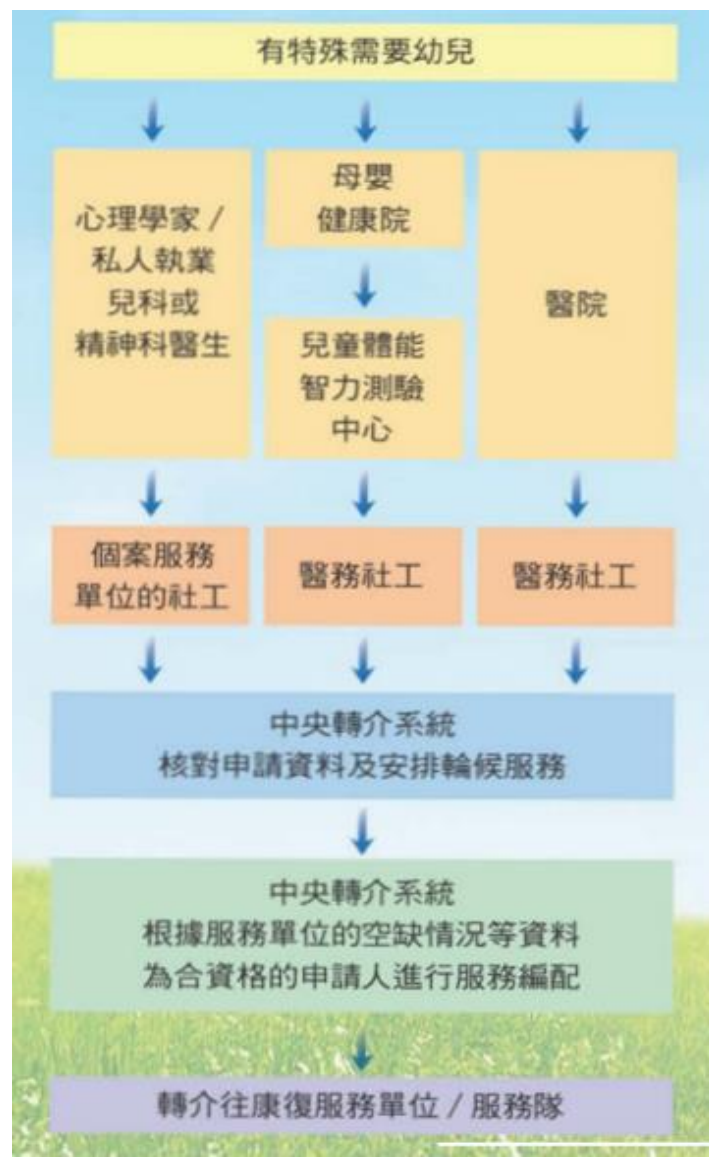 有特殊需要幼兒
心理學家 /
私人執業
兒科或
精神科醫生
母嬰
健康院
兒童體能
智力測驗
中心
醫院
個案服務
單位的社工
醫務社工
醫務社工
中央轉介系統
核對申請資料及安排輪候服務
中央轉介系統
根據服務單位的空缺情況等資料
為合資格的申請人進行服務編配
轉介往康復服務單位 / 服務隊